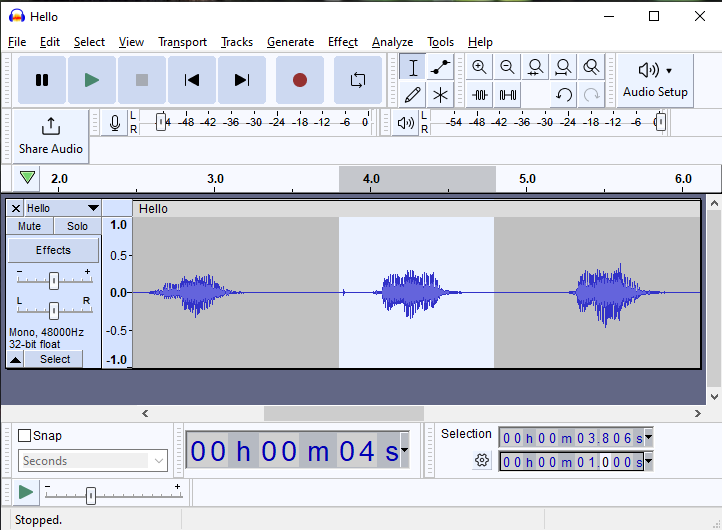 Hello
File Edit Select View Transport Tracks Generate Effect Analyze Tools Help
Audio Setup
Share Audio
L
R
-54 -48 -42 -36 -30 -24 -18 -12 -6 0
L
R
-54 -48 -42 -36 -30 -24 -18 -12 -6 0
2.0 3.0 4.0 5.0 6.0
Hello
Hello
Mute Solo
Effects
- +
L R
Mono, 48000Hz
32-bit float
Select
1.0
0.5
0.0
-0.5
-1.0
Snap
Seconds
00 h 00 m 04 s
Selection
00 h 00 m 03.806 s
00 h 00 m 01.000 s
- +
Stopped.